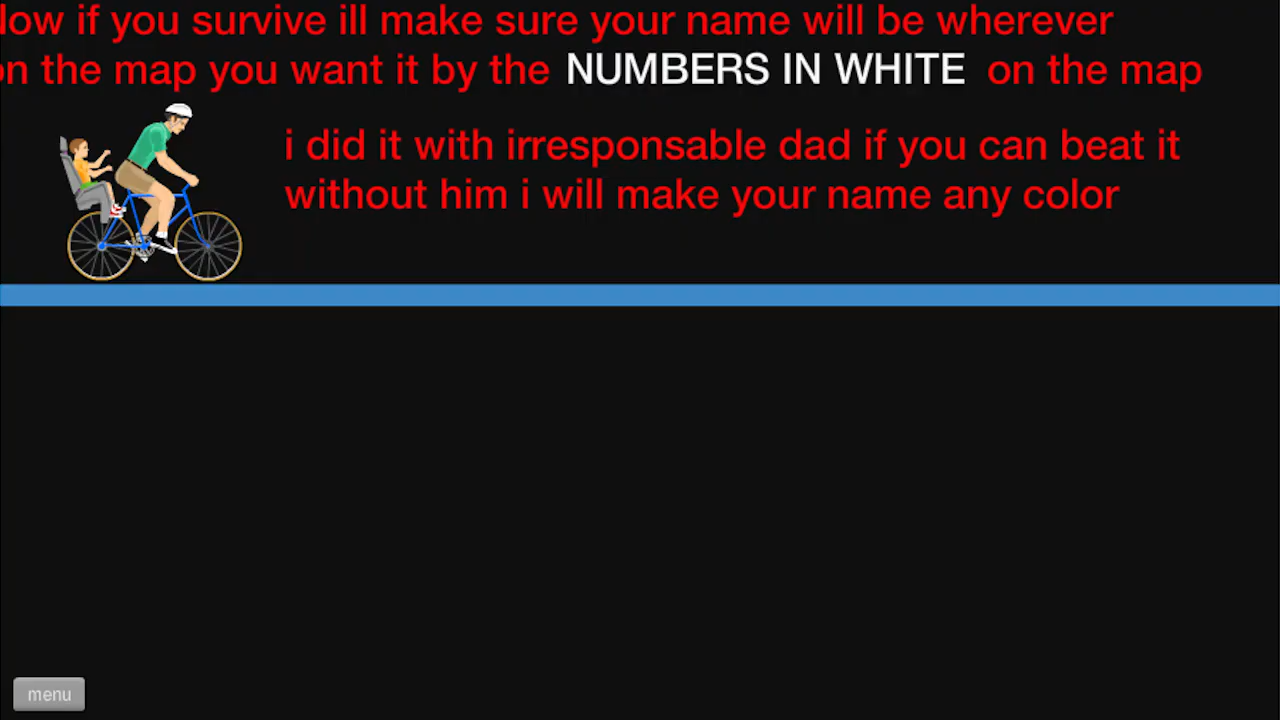 Now if you survive ill make sure your name will be wherever
on the map you want it by the NUMBERS IN WHITE on the map
i did it with irresponsable dad if you can beat it
without him i will make your name any color
menu